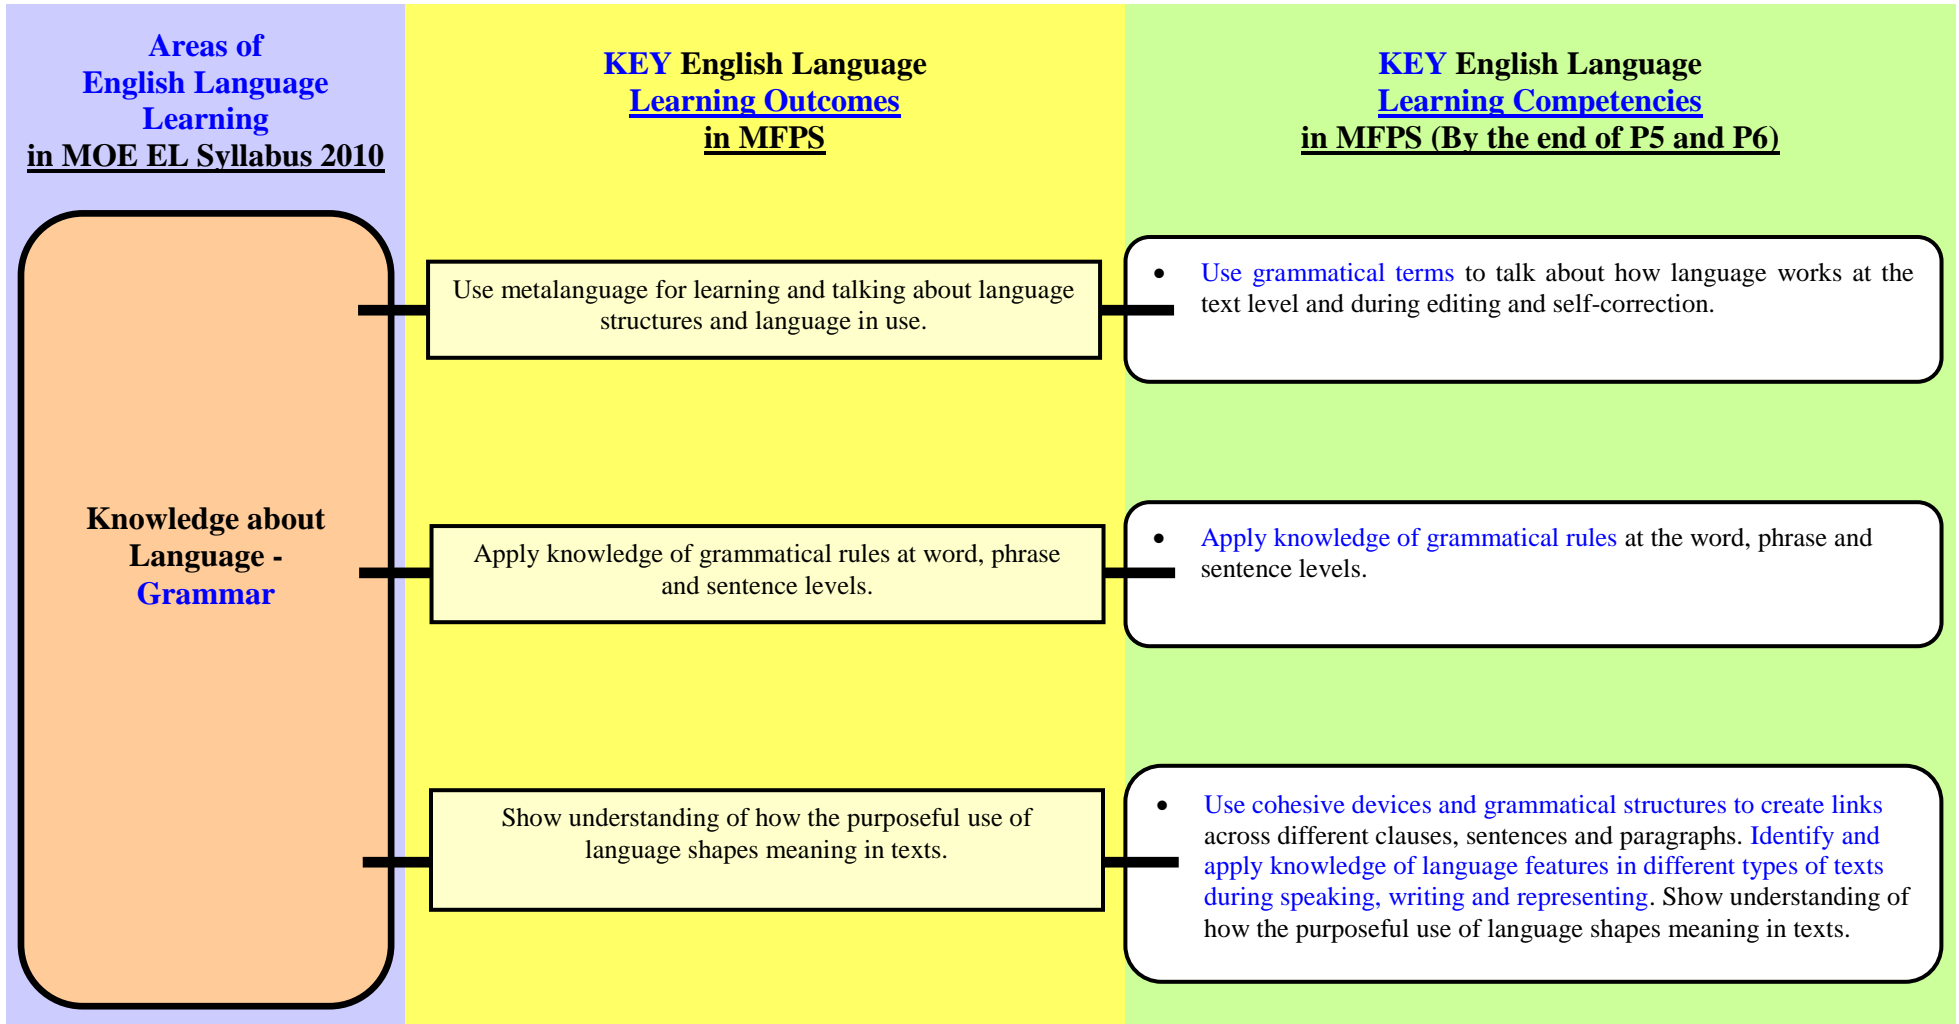 Areas of
English Language
Learning
in MOE EL Syllabus 2010
KEY English Language
Learning Outcomes
in MFPS
KEY English Language
Learning Competencies
in MFPS (By the end of P5 and P6)
Knowledge about
Language -
Grammar
Use metalanguage for learning and talking about language
structures and language in use.
• Use grammatical terms to talk about how language works at the
text level and during editing and self-correction.
Apply knowledge of grammatical rules at word, phrase
and sentence levels.
• Apply knowledge of grammatical rules at the word, phrase and
sentence levels.
Show understanding of how the purposeful use of
language shapes meaning in texts.
• Use cohesive devices and grammatical structures to create links
across different clauses, sentences and paragraphs. Identify and
apply knowledge of language features in different types of texts
during speaking, writing and representing. Show understanding of
how the purposeful use of language shapes meaning in texts.